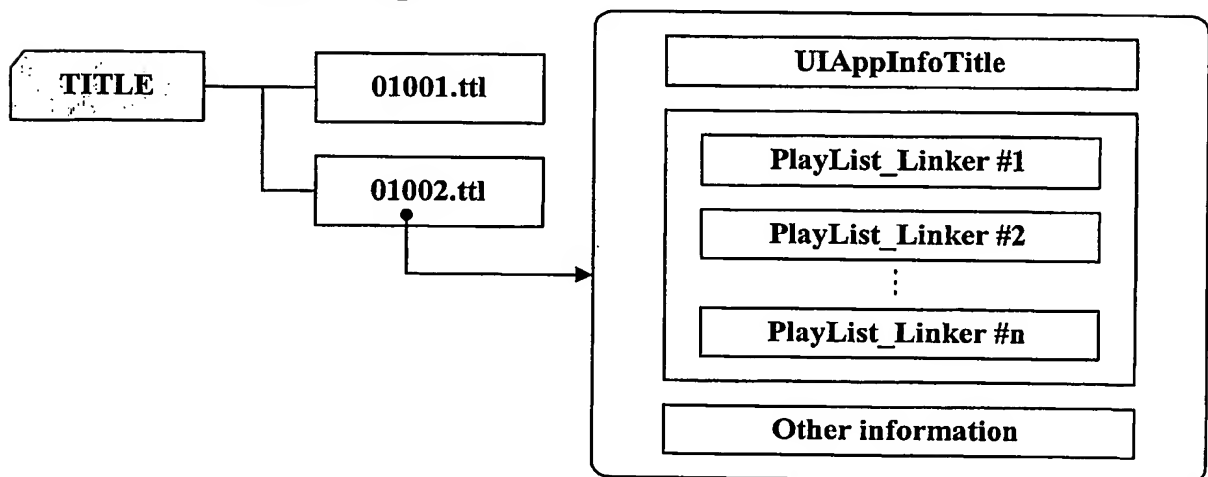 TITLE
01001.ttl
01002.ttl
UIAppInfoTitle
PlayList_Linker #1
PlayList_Linker #2
PlayList_Linker #n
Other information